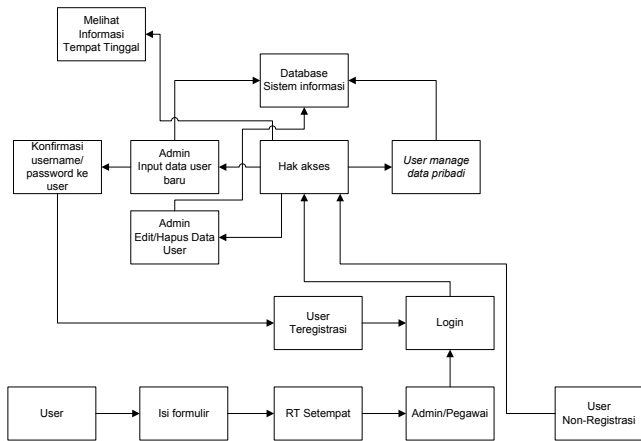 Melihat
Informasi
Tempat Tinggal
Database
Sistem informasi
Konfirmasi
username/
password ke
user
Admin
Input data user
baru
Hak akses
User manage
data pribadi
Admin
Edit/Hapus Data
User
User
Teregistrasi
Login
User
Isi formulir
RT Setempat
Admin/Pegawai
User
Non-Registrasi